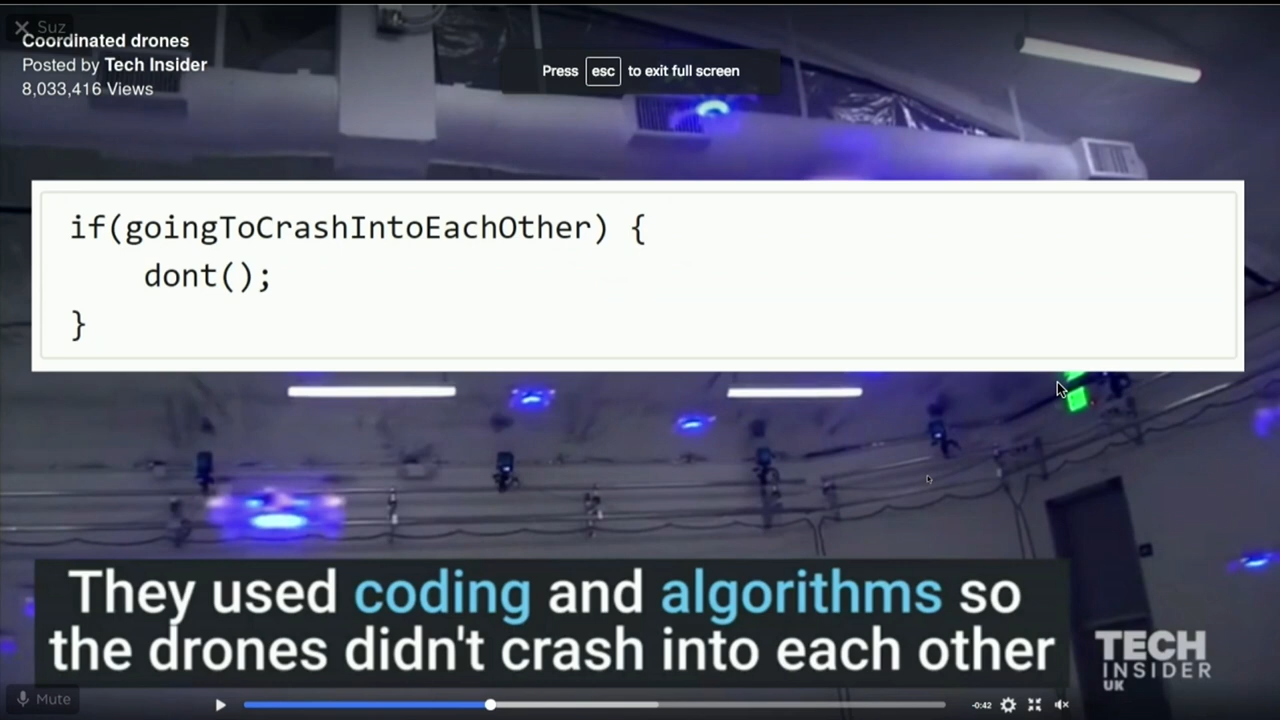 Suz
Coordinated drones
Posted by Tech Insider
8,033,416 Views
Press esc to exit full screen
if(goingToCrashIntoEachOther) {
dont();
}
They used coding and algorithms so
the drones didn't crash into each other
TECH
INSIDER
UK
Mute
-0:42